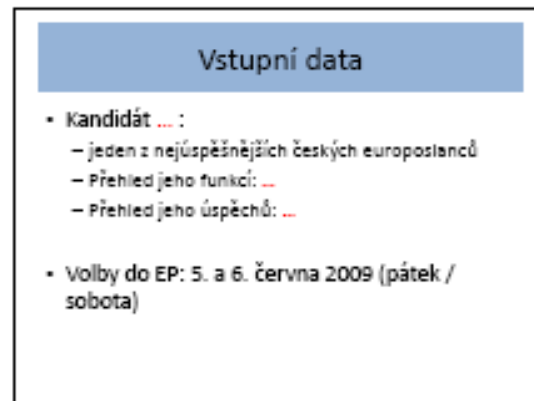 Vstupní data
• Kandidát ... :
– jeden z nejúspěšnějších českých europoslanců
– Přehled jeho funkcí: ...
– Přehled jeho úspěchů: ...
• Volby do EP: 5. a 6. června 2009 (pátek /
sobota)